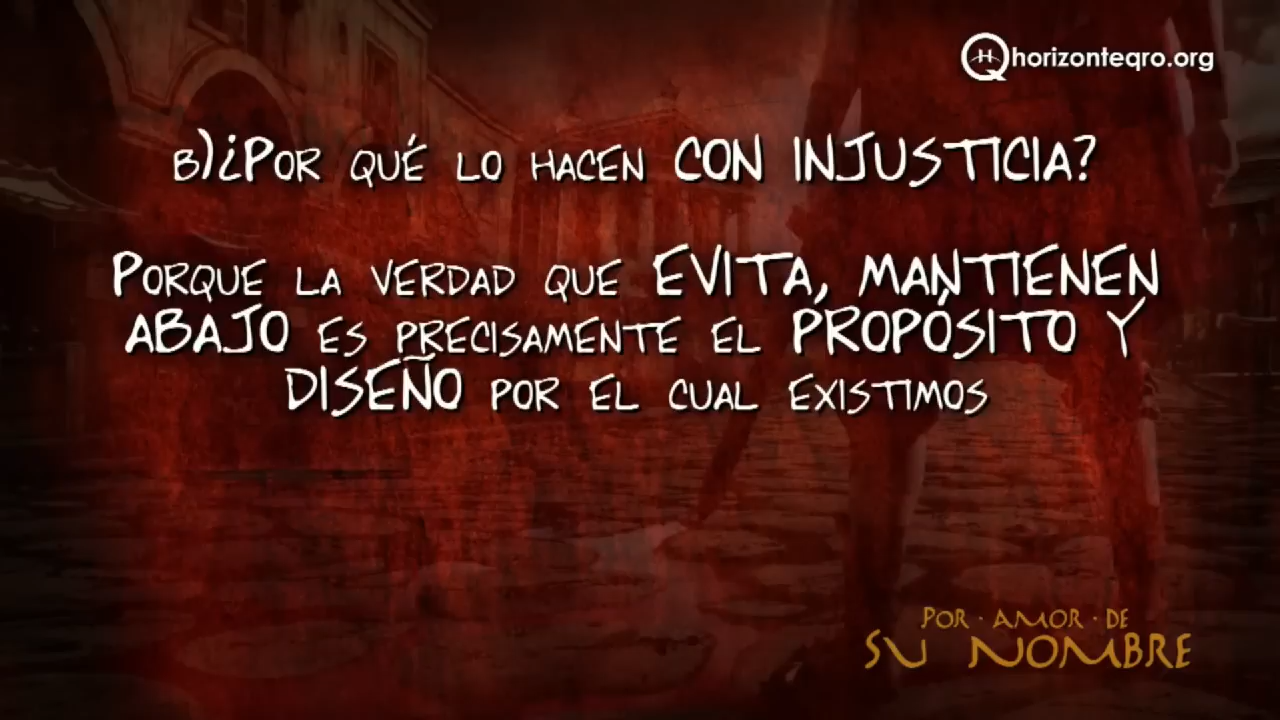 horizonteqro.org
B)¿POR QUÉ LO HACEN CON INJUSTICIA?
PORQUE LA VERDAD QUE EVITA, MANTIENEN
ABAJO ES PRECISAMENTE EL PROPÓSITO Y
DISEÑO POR EL CUAL EXISTIMOS
POR · AMOR · DE
SU NOMBRE